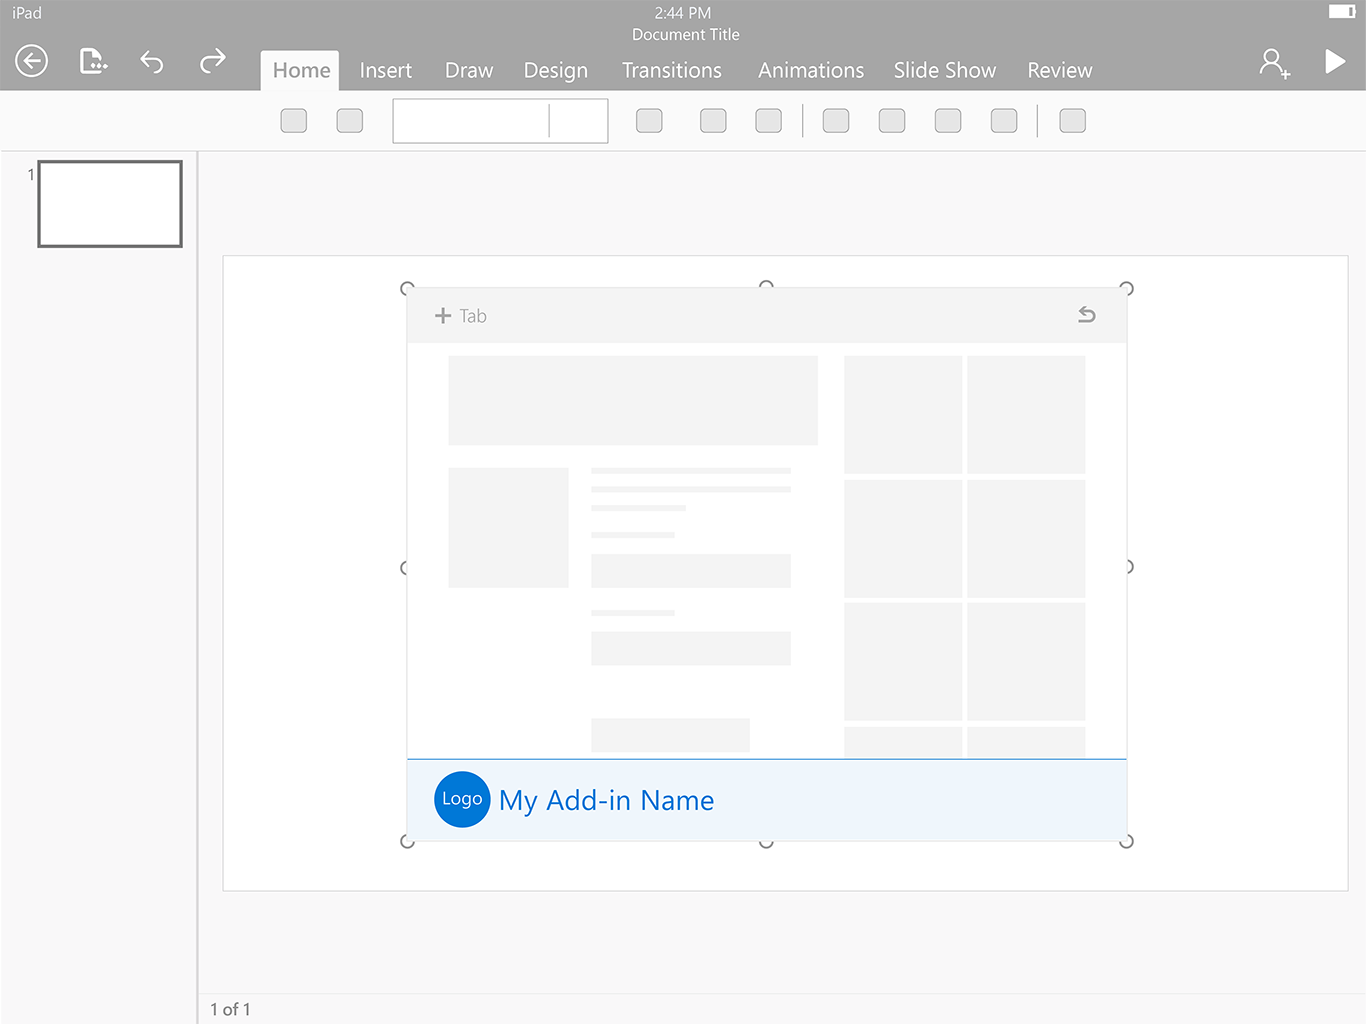 iPad
2:44 PM
Document Title
Home Insert Draw Design Transitions Animations Slide Show Review
1
Tab
Logo My Add-in Name
1 of 1